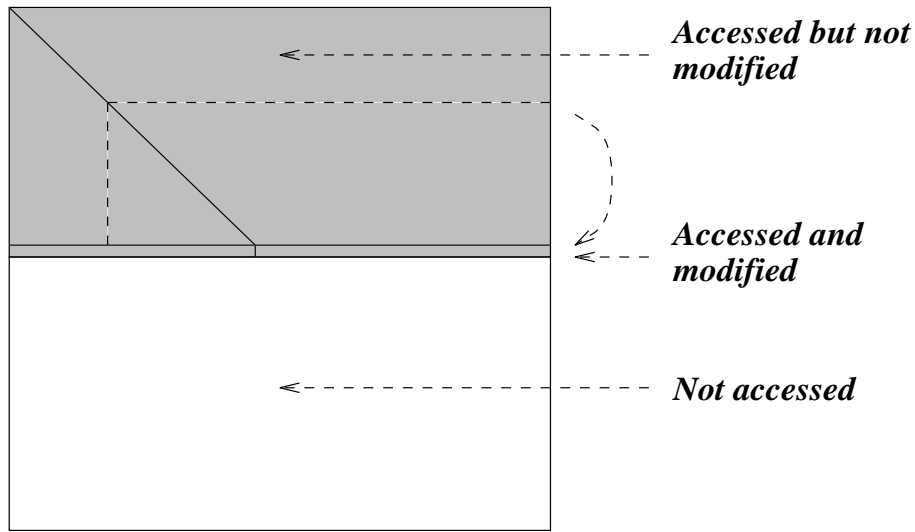 Accessed but not
modified
Accessed and
modified
Not accessed